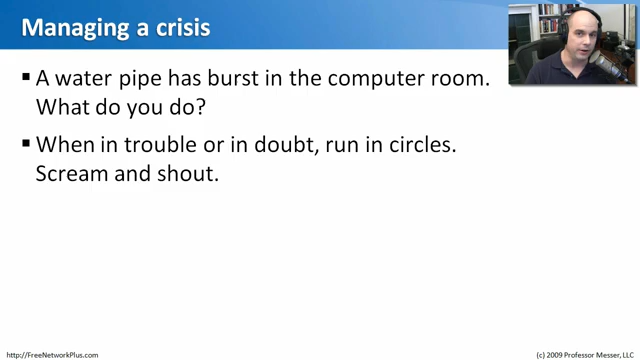 Managing a crisis
▪ A water pipe has burst in the computer room.
What do you do?
▪ When in trouble or in doubt, run in circles.
Scream and shout.
http://FreeNetworkPlus.com
(c) 2009 Professor Messer, LLC